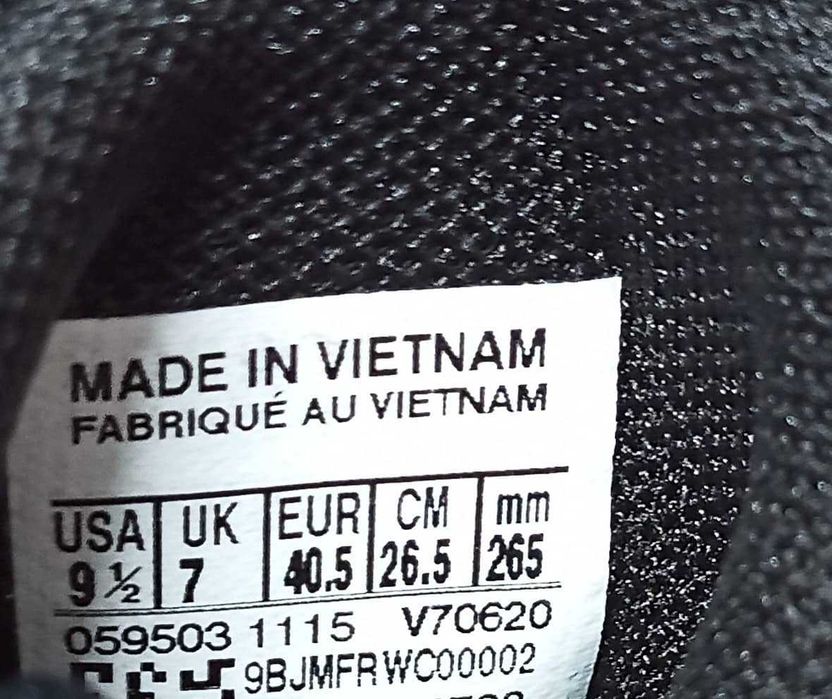 MADE IN VIETNAM
FABRIQUÉ AU VIETNAM
USA UK EUR CM mm
9 ½ 7 40.5 26.5 265
059503 1115 V70620
9BJMFRWC00002